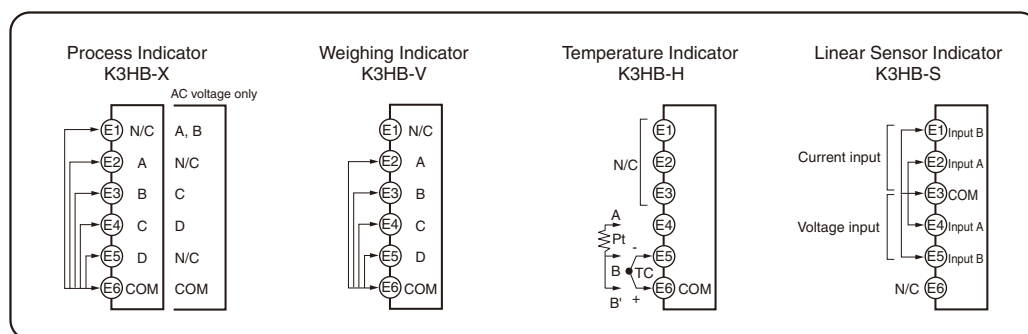 Process Indicator
K3HB-X
AC voltage only
E1 N/C A, B
E2 A N/C
E3 B C
E4 C D
E5 D N/C
E6 COM COM
Weighing Indicator
K3HB-V
E1 N/C
E2 A
E3 B
E4 C
E5 D
E6 COM
Temperature Indicator
K3HB-H
E1
N/C E2
E3
A E4
Pt
- E5
B TC
B' + E6 COM
Linear Sensor Indicator
K3HB-S
E1 Input B
Current input E2 Input A
E3 COM
Voltage input E4 Input A
E5 Input B
N/C E6